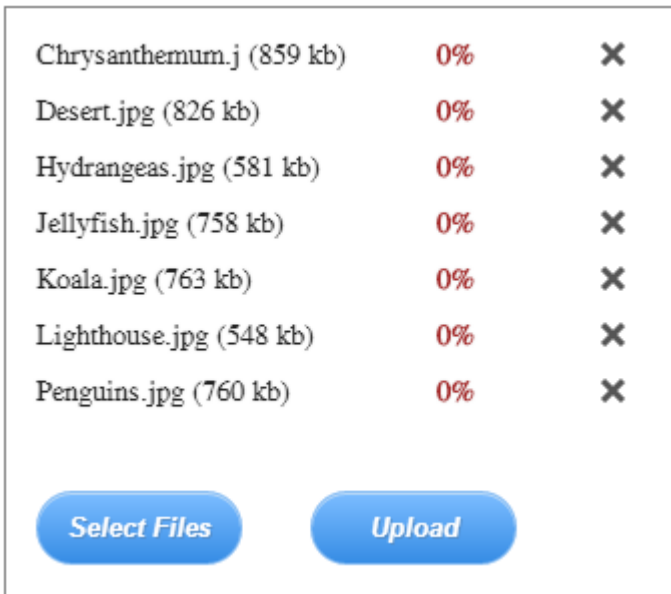 Chrysanthemum.j (859 kb) 0%
Desert.jpg (826 kb) 0%
Hydrangeas.jpg (581 kb) 0%
Jellyfish.jpg (758 kb) 0%
Koala.jpg (763 kb) 0%
Lighthouse.jpg (548 kb) 0%
Penguins.jpg (760 kb) 0%
Select Files Upload